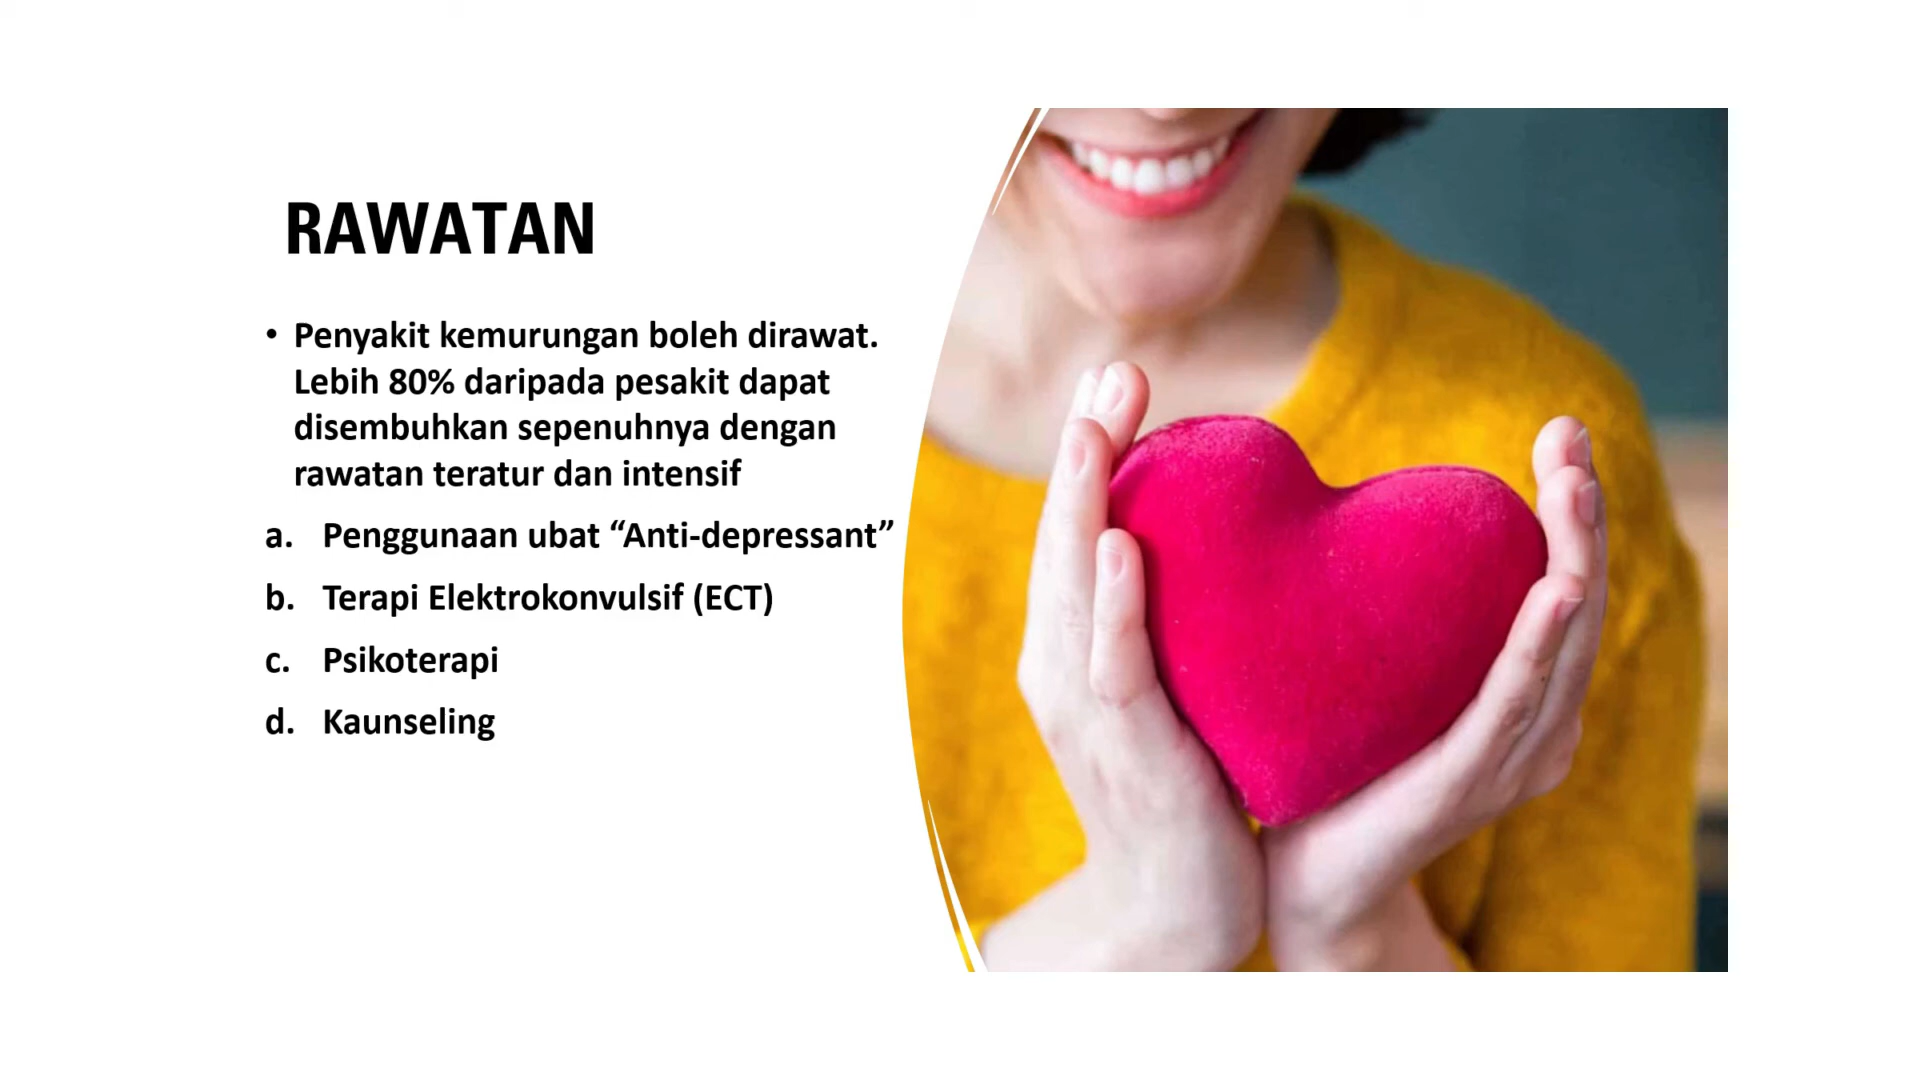 RAWATAN
• Penyakit kemurungan boleh dirawat.
Lebih 80% daripada pesakit dapat
disembuhkan sepenuhnya dengan
rawatan teratur dan intensif
a. Penggunaan ubat “Anti-depressant”
b. Terapi Elektrokonvulsif (ECT)
c. Psikoterapi
d. Kaunseling